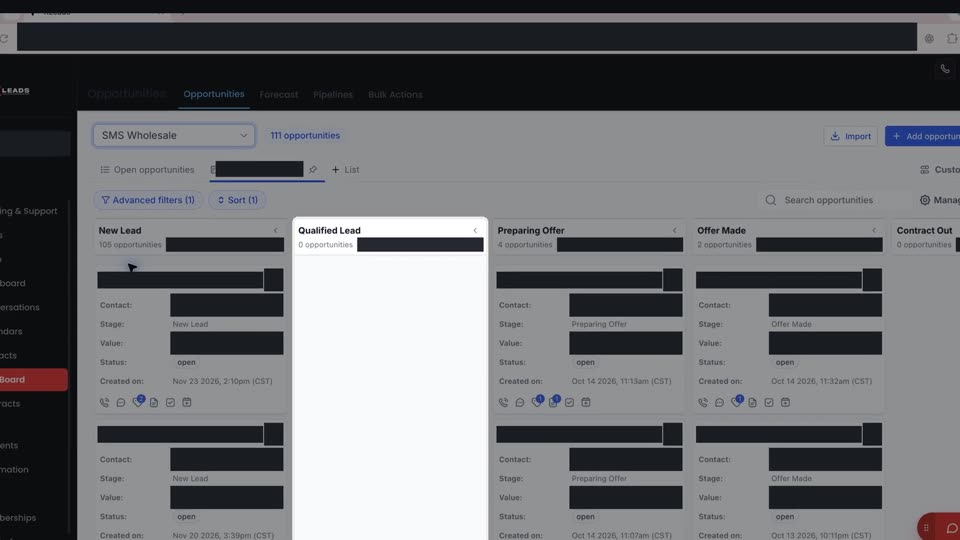 LEADS
Opportunities
Opportunities Forecast Pipelines Bulk Actions
SMS Wholesale
111 opportunities
Import
+ Add opportun
Open opportunities
+ List
Custo
Advanced filters (1)
Sort (1)
Search opportunities
Manag
ing & Support
s
board
ersations
ndars
acts
Board
racts
ents
mation
berships
New Lead
105 opportunities
Contact:
Stage: New Lead
Value:
Status: open
Created on: Nov 23 2026, 2:10pm (CST)
2
Contact:
Stage: New Lead
Value:
Status: open
Created on: Nov 20 2026, 3:39pm (CST)
Qualified Lead
0 opportunities
Preparing Offer
4 opportunities
Contact:
Stage: Preparing Offer
Value:
Status: open
Created on: Oct 14 2026, 11:13am (CST)
1 1
Contact:
Stage: Preparing Offer
Value:
Status: open
Created on: Oct 14 2026, 11:07am (CST)
Offer Made
2 opportunities
Contact:
Stage: Offer Made
Value:
Status: open
Created on: Oct 14 2026, 11:32am (CST)
1
Contact:
Stage: Offer Made
Value:
Status: open
Created on: Oct 13 2026, 10:11pm (CST)
Contract Out
0 opportunities